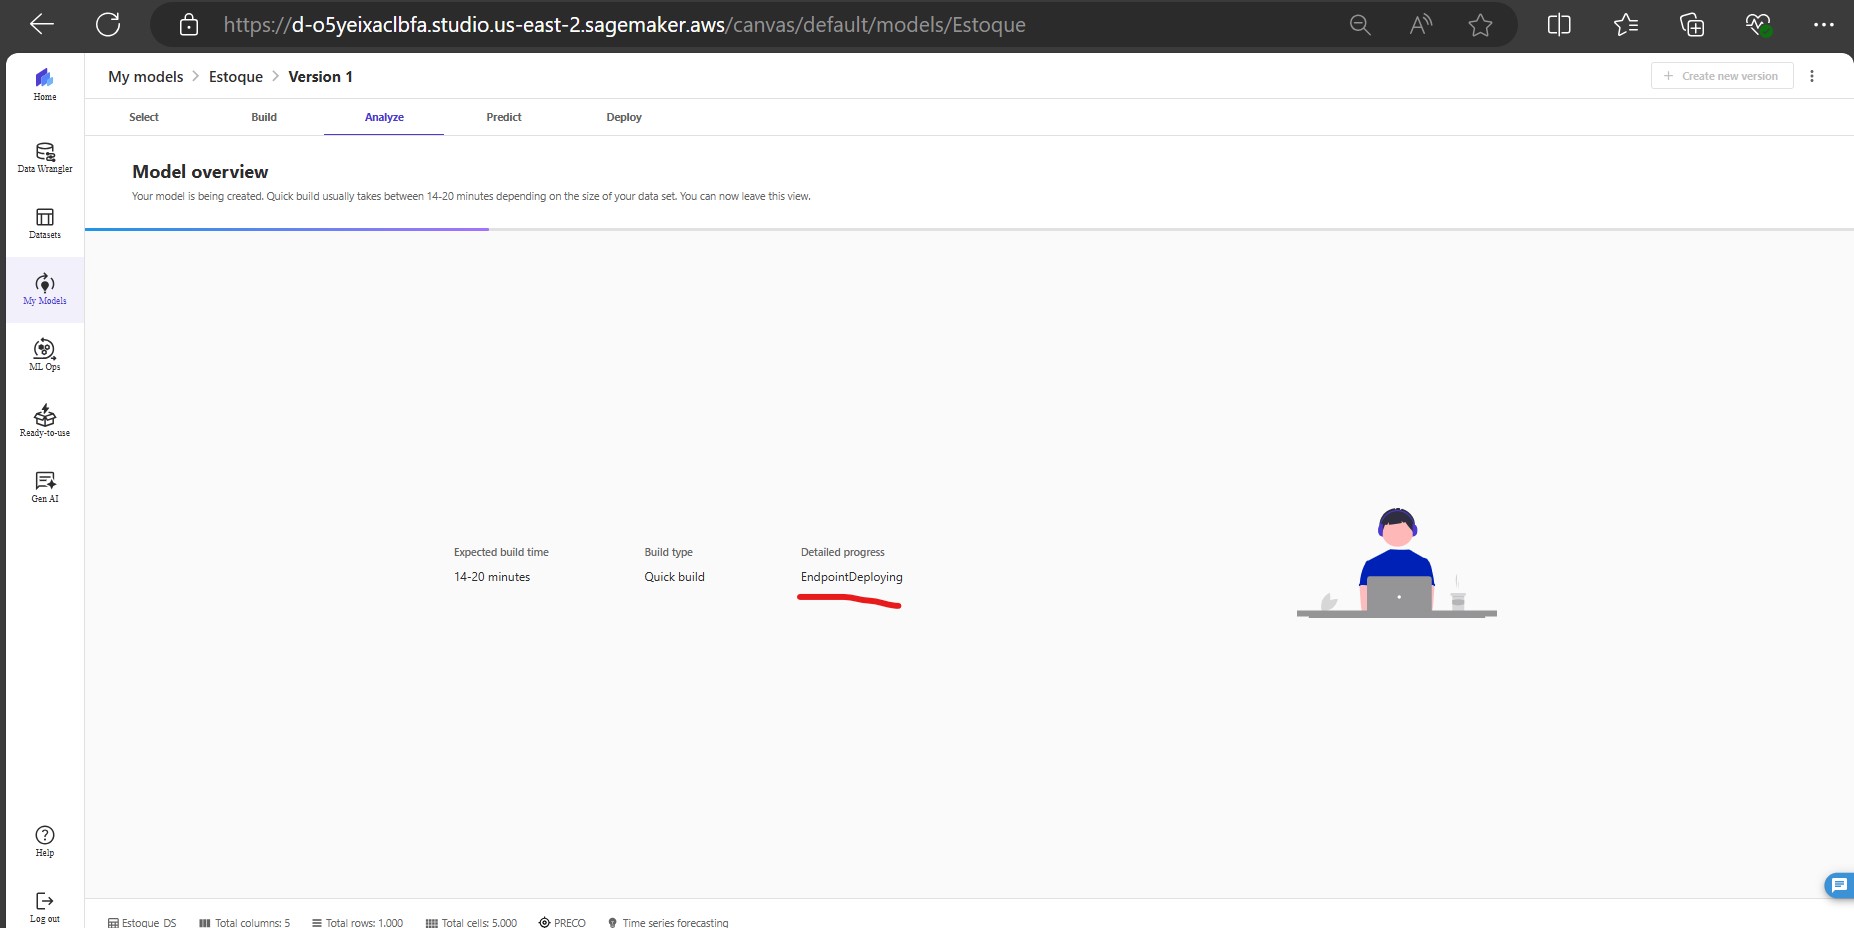 https://d-o5yeixaclbfa.studio.us-east-2.sagemaker.aws/canvas/default/models/Estoque
My models > Estoque > Version 1
+ Create new version
Home
Data Wrangler
Datasets
My Models
ML Ops
Ready-to-use
Gen AI
Help
Log out
Select Build Analyze Predict Deploy
Model overview
Your model is being created. Quick build usually takes between 14-20 minutes depending on the size of your data set. You can now leave this view.
Expected build time Build type Detailed progress
14-20 minutes Quick build EndpointDeploying
Estoque_DS Total columns: 5 Total rows: 1.000 Total cells: 5.000 PRECO Time series forecasting